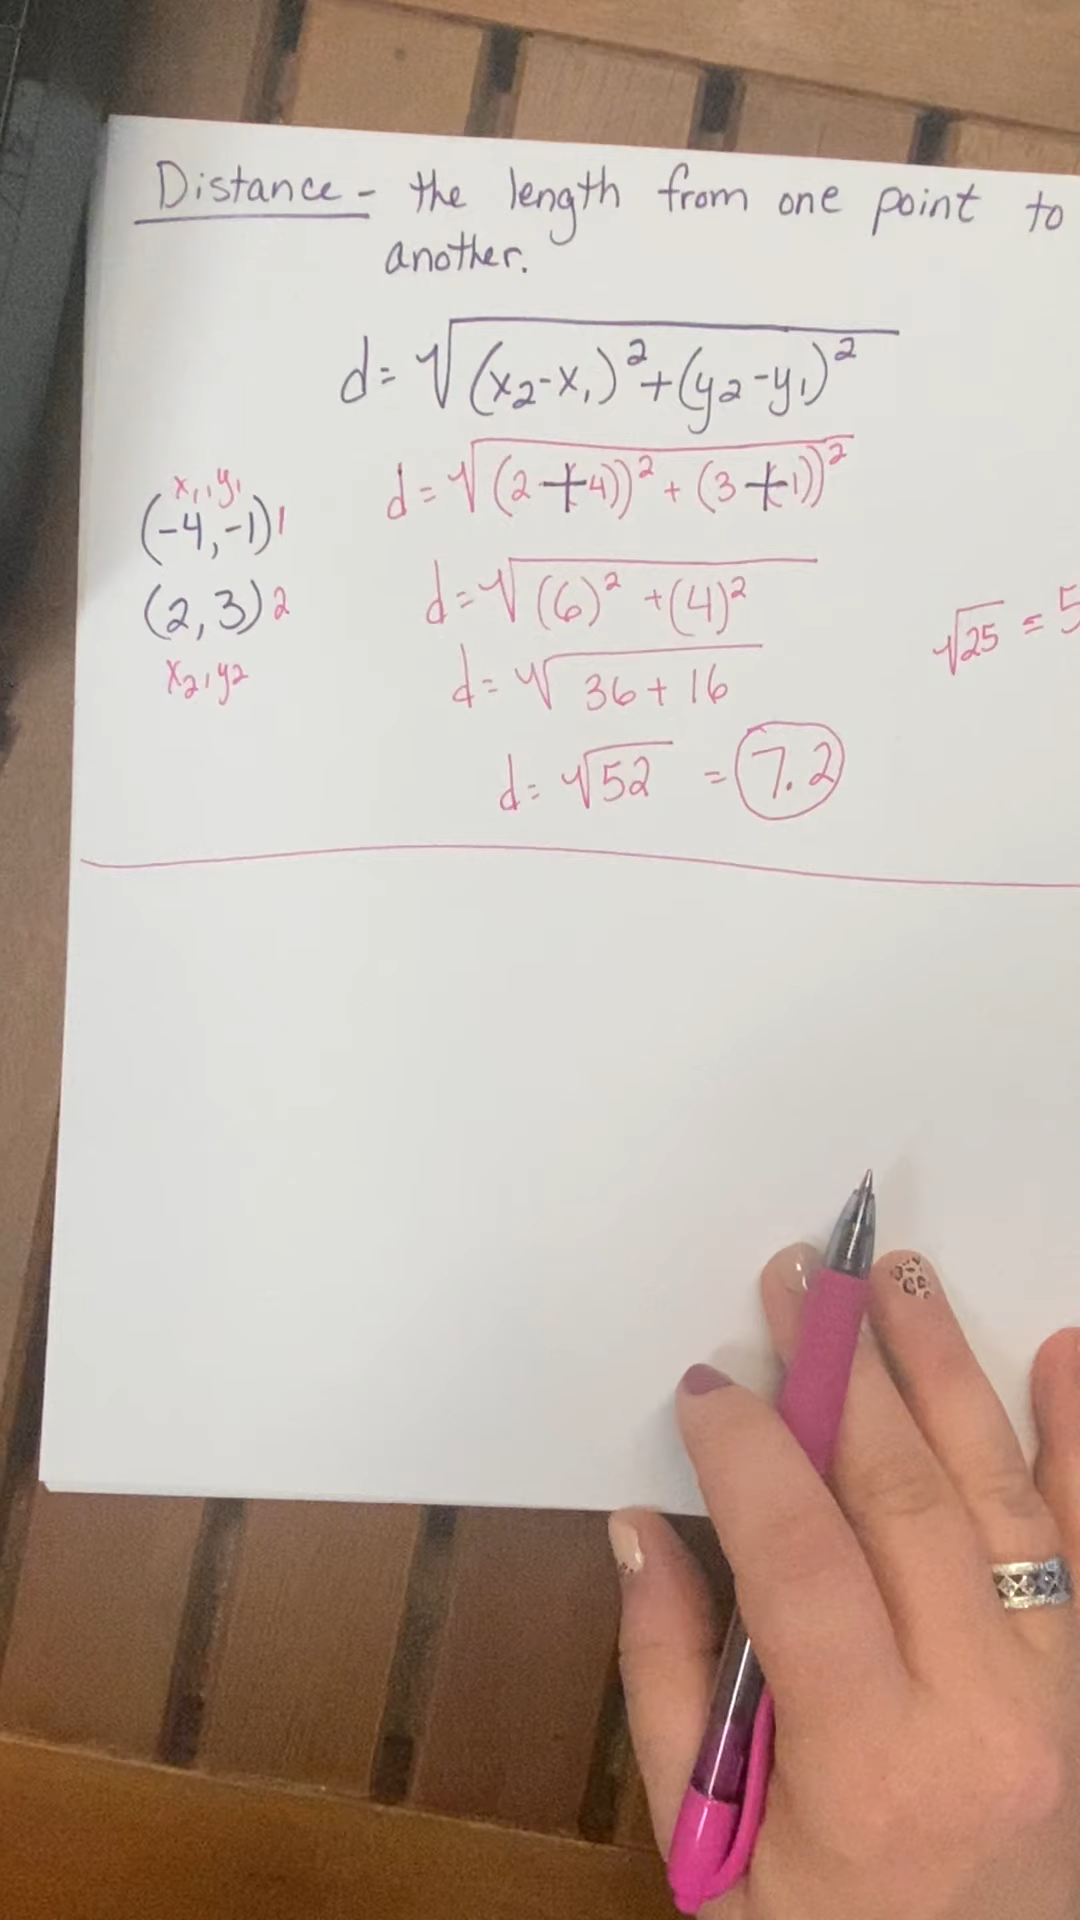 Distance - the length from one point to
another.
d = √(x₂-x₁)² + (y₂-y₁)²
x₁, y₁
(-4, -1) 1
(2, 3) 2
x₂, y₂
d = √(2 + (4))² + (3 + (1))²
d = √(6)² + (4)²
d = √36 + 16
d = √52 = 7.2
√25 = 5